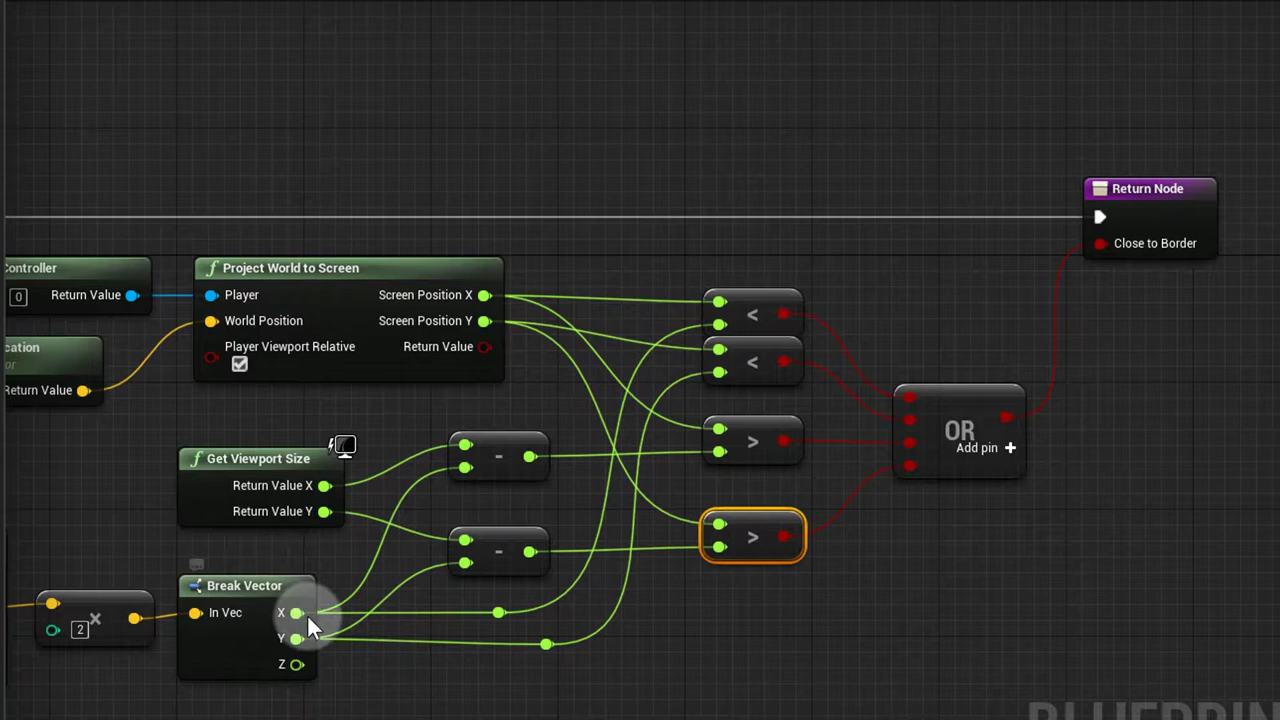 Return Node
Close to Border
Controller
0
Return Value
Project World to Screen
Player
World Position
Player Viewport Relative
Screen Position X
Screen Position Y
Return Value
Return Value
<
<
>
>
OR
Add pin +
Get Viewport Size
Return Value X
Return Value Y
-
-
Break Vector
In Vec
X
Y
Z
×
2